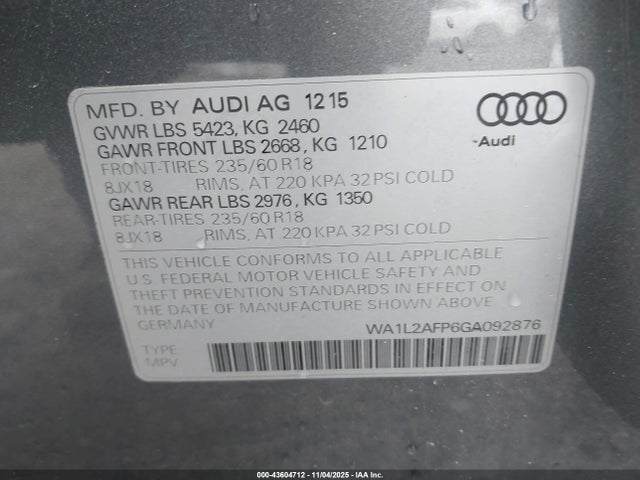 MFD. BY AUDI AG 1215
GVWR LBS 5423, KG 2460
GAWR FRONT LBS 2668, KG 1210
FRONT-TIRES 235/60 R18
8JX18 RIMS, AT 220 KPA 32 PSI COLD
GAWR REAR LBS 2976, KG 1350
REAR-TIRES 235/60 R18
8JX18 RIMS, AT 220 KPA 32 PSI COLD
Audi
THIS VEHICLE CONFORMS TO ALL APPLICABLE
U.S. FEDERAL MOTOR VEHICLE SAFETY AND
THEFT PREVENTION STANDARDS IN EFFECT ON
THE DATE OF MANUFACTURE SHOWN ABOVE
GERMANY WA1L2AFP6GA092876
TYPE
MPV
000-43604712 - 11/04/2025 - IAA Inc.